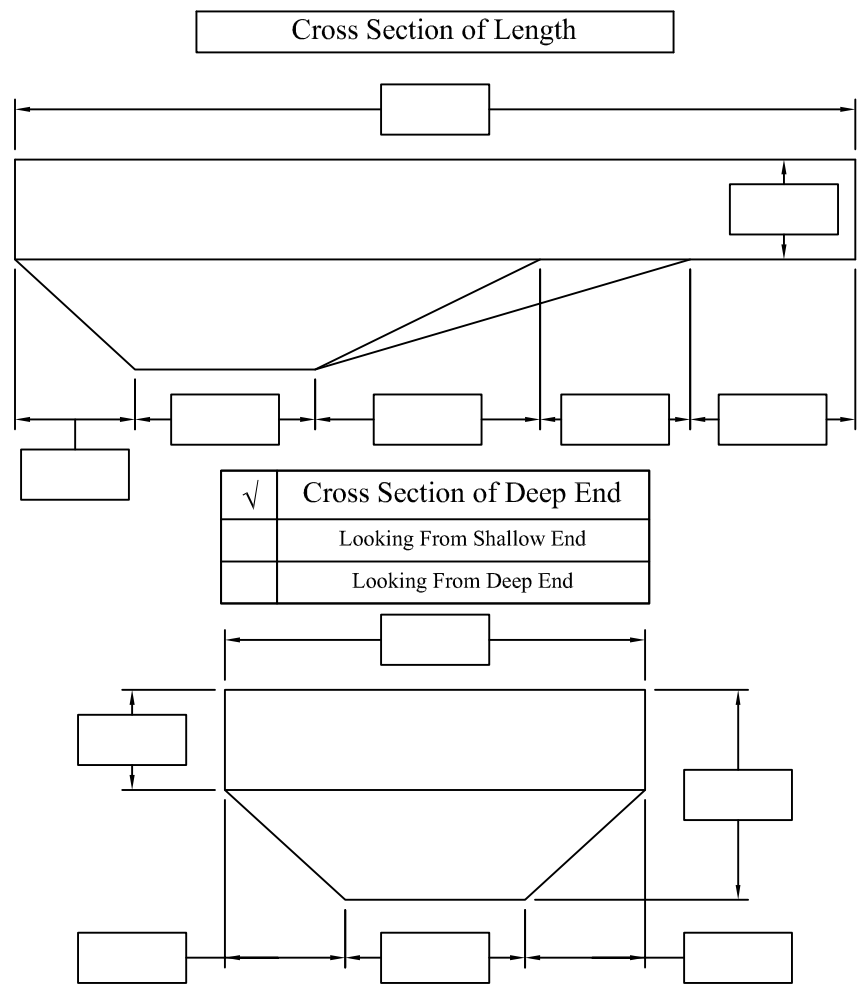 Cross Section of Length
√ Cross Section of Deep End
Looking From Shallow End
Looking From Deep End